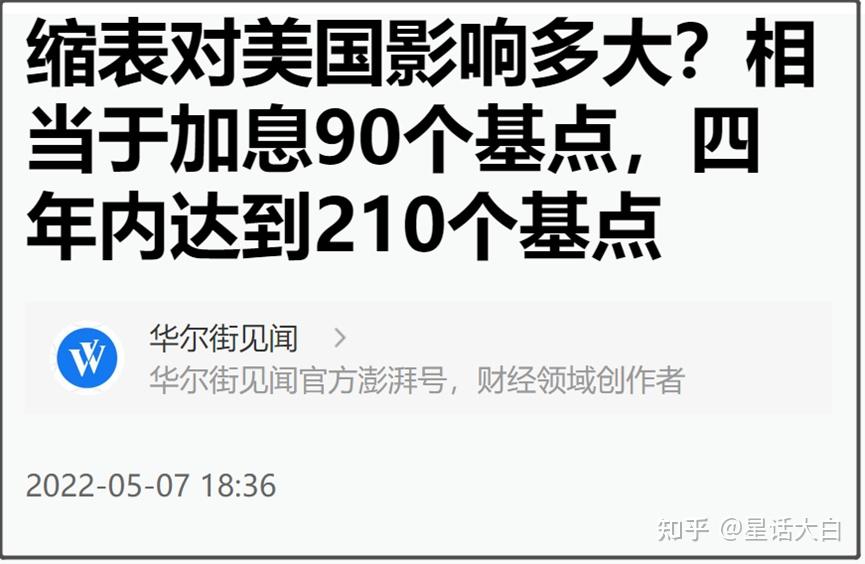 缩表对美国影响多大？相
当于加息90个基点，四
年内达到210个基点
华尔街见闻
华尔街见闻官方澎湃号，财经领域创作者
2022-05-07 18:36
知乎 @星话大白